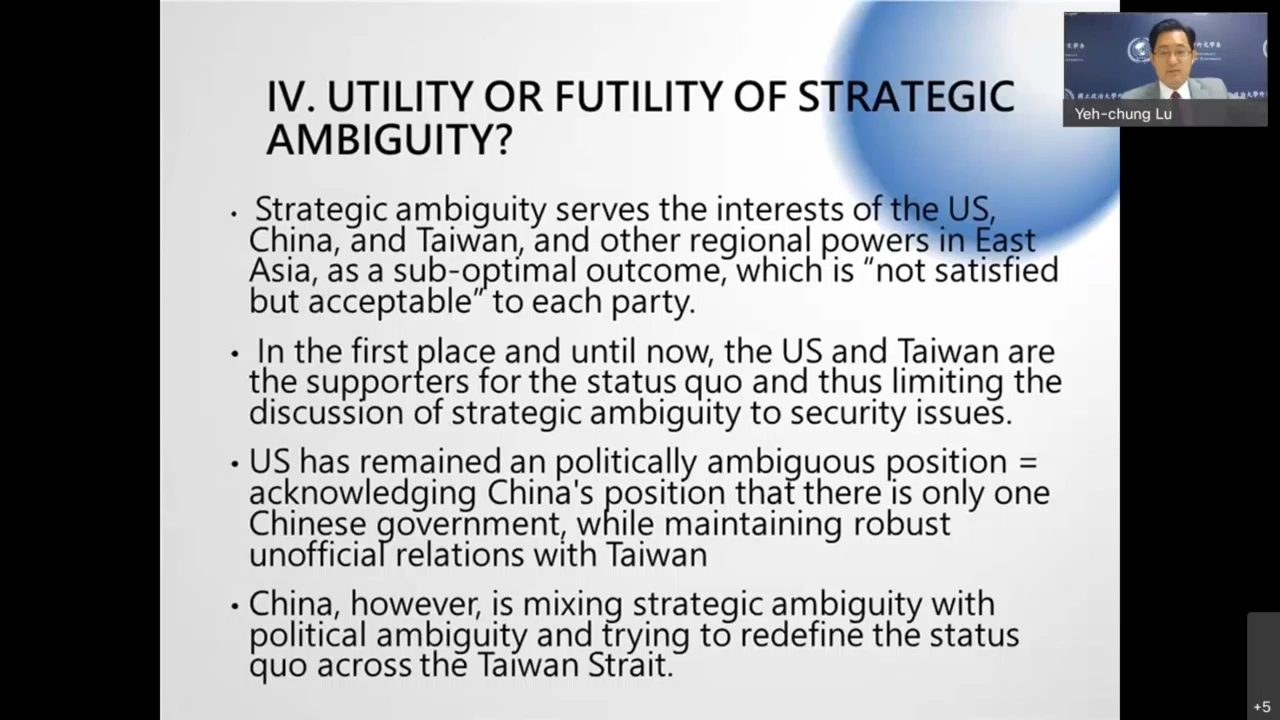 IV. UTILITY OR FUTILITY OF STRATEGIC
AMBIGUITY?
• Strategic ambiguity serves the interests of the US,
China, and Taiwan, and other regional powers in East
Asia, as a sub-optimal outcome, which is “not satisfied
but acceptable” to each party.
• In the first place and until now, the US and Taiwan are
the supporters for the status quo and thus limiting the
discussion of strategic ambiguity to security issues.
• US has remained an politically ambiguous position =
acknowledging China's position that there is only one
Chinese government, while maintaining robust
unofficial relations with Taiwan
• China, however, is mixing strategic ambiguity with
political ambiguity and trying to redefine the status
quo across the Taiwan Strait.
Yeh-chung Lu
+5